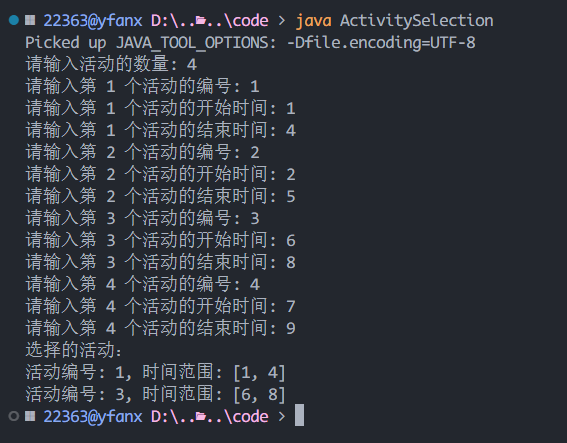 22363@yfanx D:\..\..\code > java ActivitySelection
Picked up JAVA_TOOL_OPTIONS: -Dfile.encoding=UTF-8
请输入活动的数量: 4
请输入第 1 个活动的编号: 1
请输入第 1 个活动的开始时间: 1
请输入第 1 个活动的结束时间: 4
请输入第 2 个活动的编号: 2
请输入第 2 个活动的开始时间: 2
请输入第 2 个活动的结束时间: 5
请输入第 3 个活动的编号: 3
请输入第 3 个活动的开始时间: 6
请输入第 3 个活动的结束时间: 8
请输入第 4 个活动的编号: 4
请输入第 4 个活动的开始时间: 7
请输入第 4 个活动的结束时间: 9
选择的活动:
活动编号: 1, 时间范围: [1, 4]
活动编号: 3, 时间范围: [6, 8]
22363@yfanx D:\..\..\code >